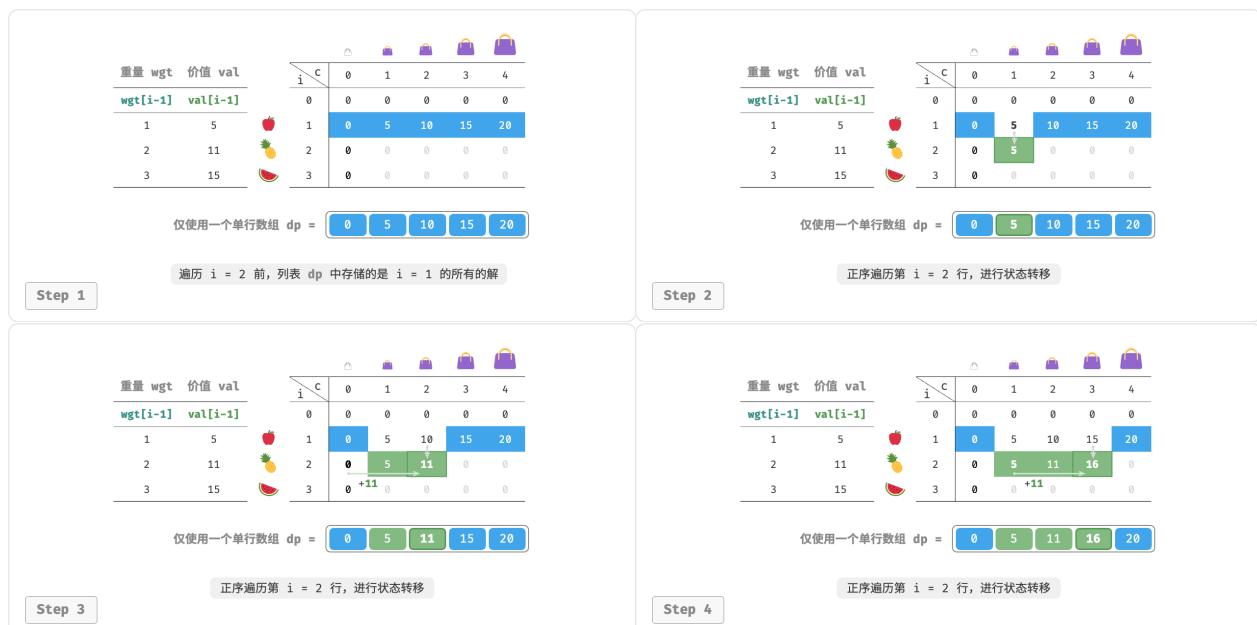 重量 wgt 价值 val i c 0 1 2 3 4
wgt[i-1] val[i-1] 0 0 0 0 0 0
1 5 1 0 5 10 15 20
2 11 2 0 0 0 0 0
3 15 3 0 0 0 0 0
仅使用一个单行数组 dp = 0 5 10 15 20
遍历 i = 2 前，列表 dp 中存储的是 i = 1 的所有的解
Step 1
重量 wgt 价值 val i c 0 1 2 3 4
wgt[i-1] val[i-1] 0 0 0 0 0 0
1 5 1 0 5 10 15 20
2 11 2 0 5 0 0 0
3 15 3 0 0 0 0 0
仅使用一个单行数组 dp = 0 5 10 15 20
正序遍历第 i = 2 行，进行状态转移
Step 2
重量 wgt 价值 val i c 0 1 2 3 4
wgt[i-1] val[i-1] 0 0 0 0 0 0
1 5 1 0 5 10 15 20
2 11 2 0 5 11 0 0
+11
3 15 3 0 0 0 0 0
仅使用一个单行数组 dp = 0 5 11 15 20
正序遍历第 i = 2 行，进行状态转移
Step 3
重量 wgt 价值 val i c 0 1 2 3 4
wgt[i-1] val[i-1] 0 0 0 0 0 0
1 5 1 0 5 10 15 20
2 11 2 0 5 11 16 0
+11
3 15 3 0 0 0 0 0
仅使用一个单行数组 dp = 0 5 11 16 20
正序遍历第 i = 2 行，进行状态转移
Step 4